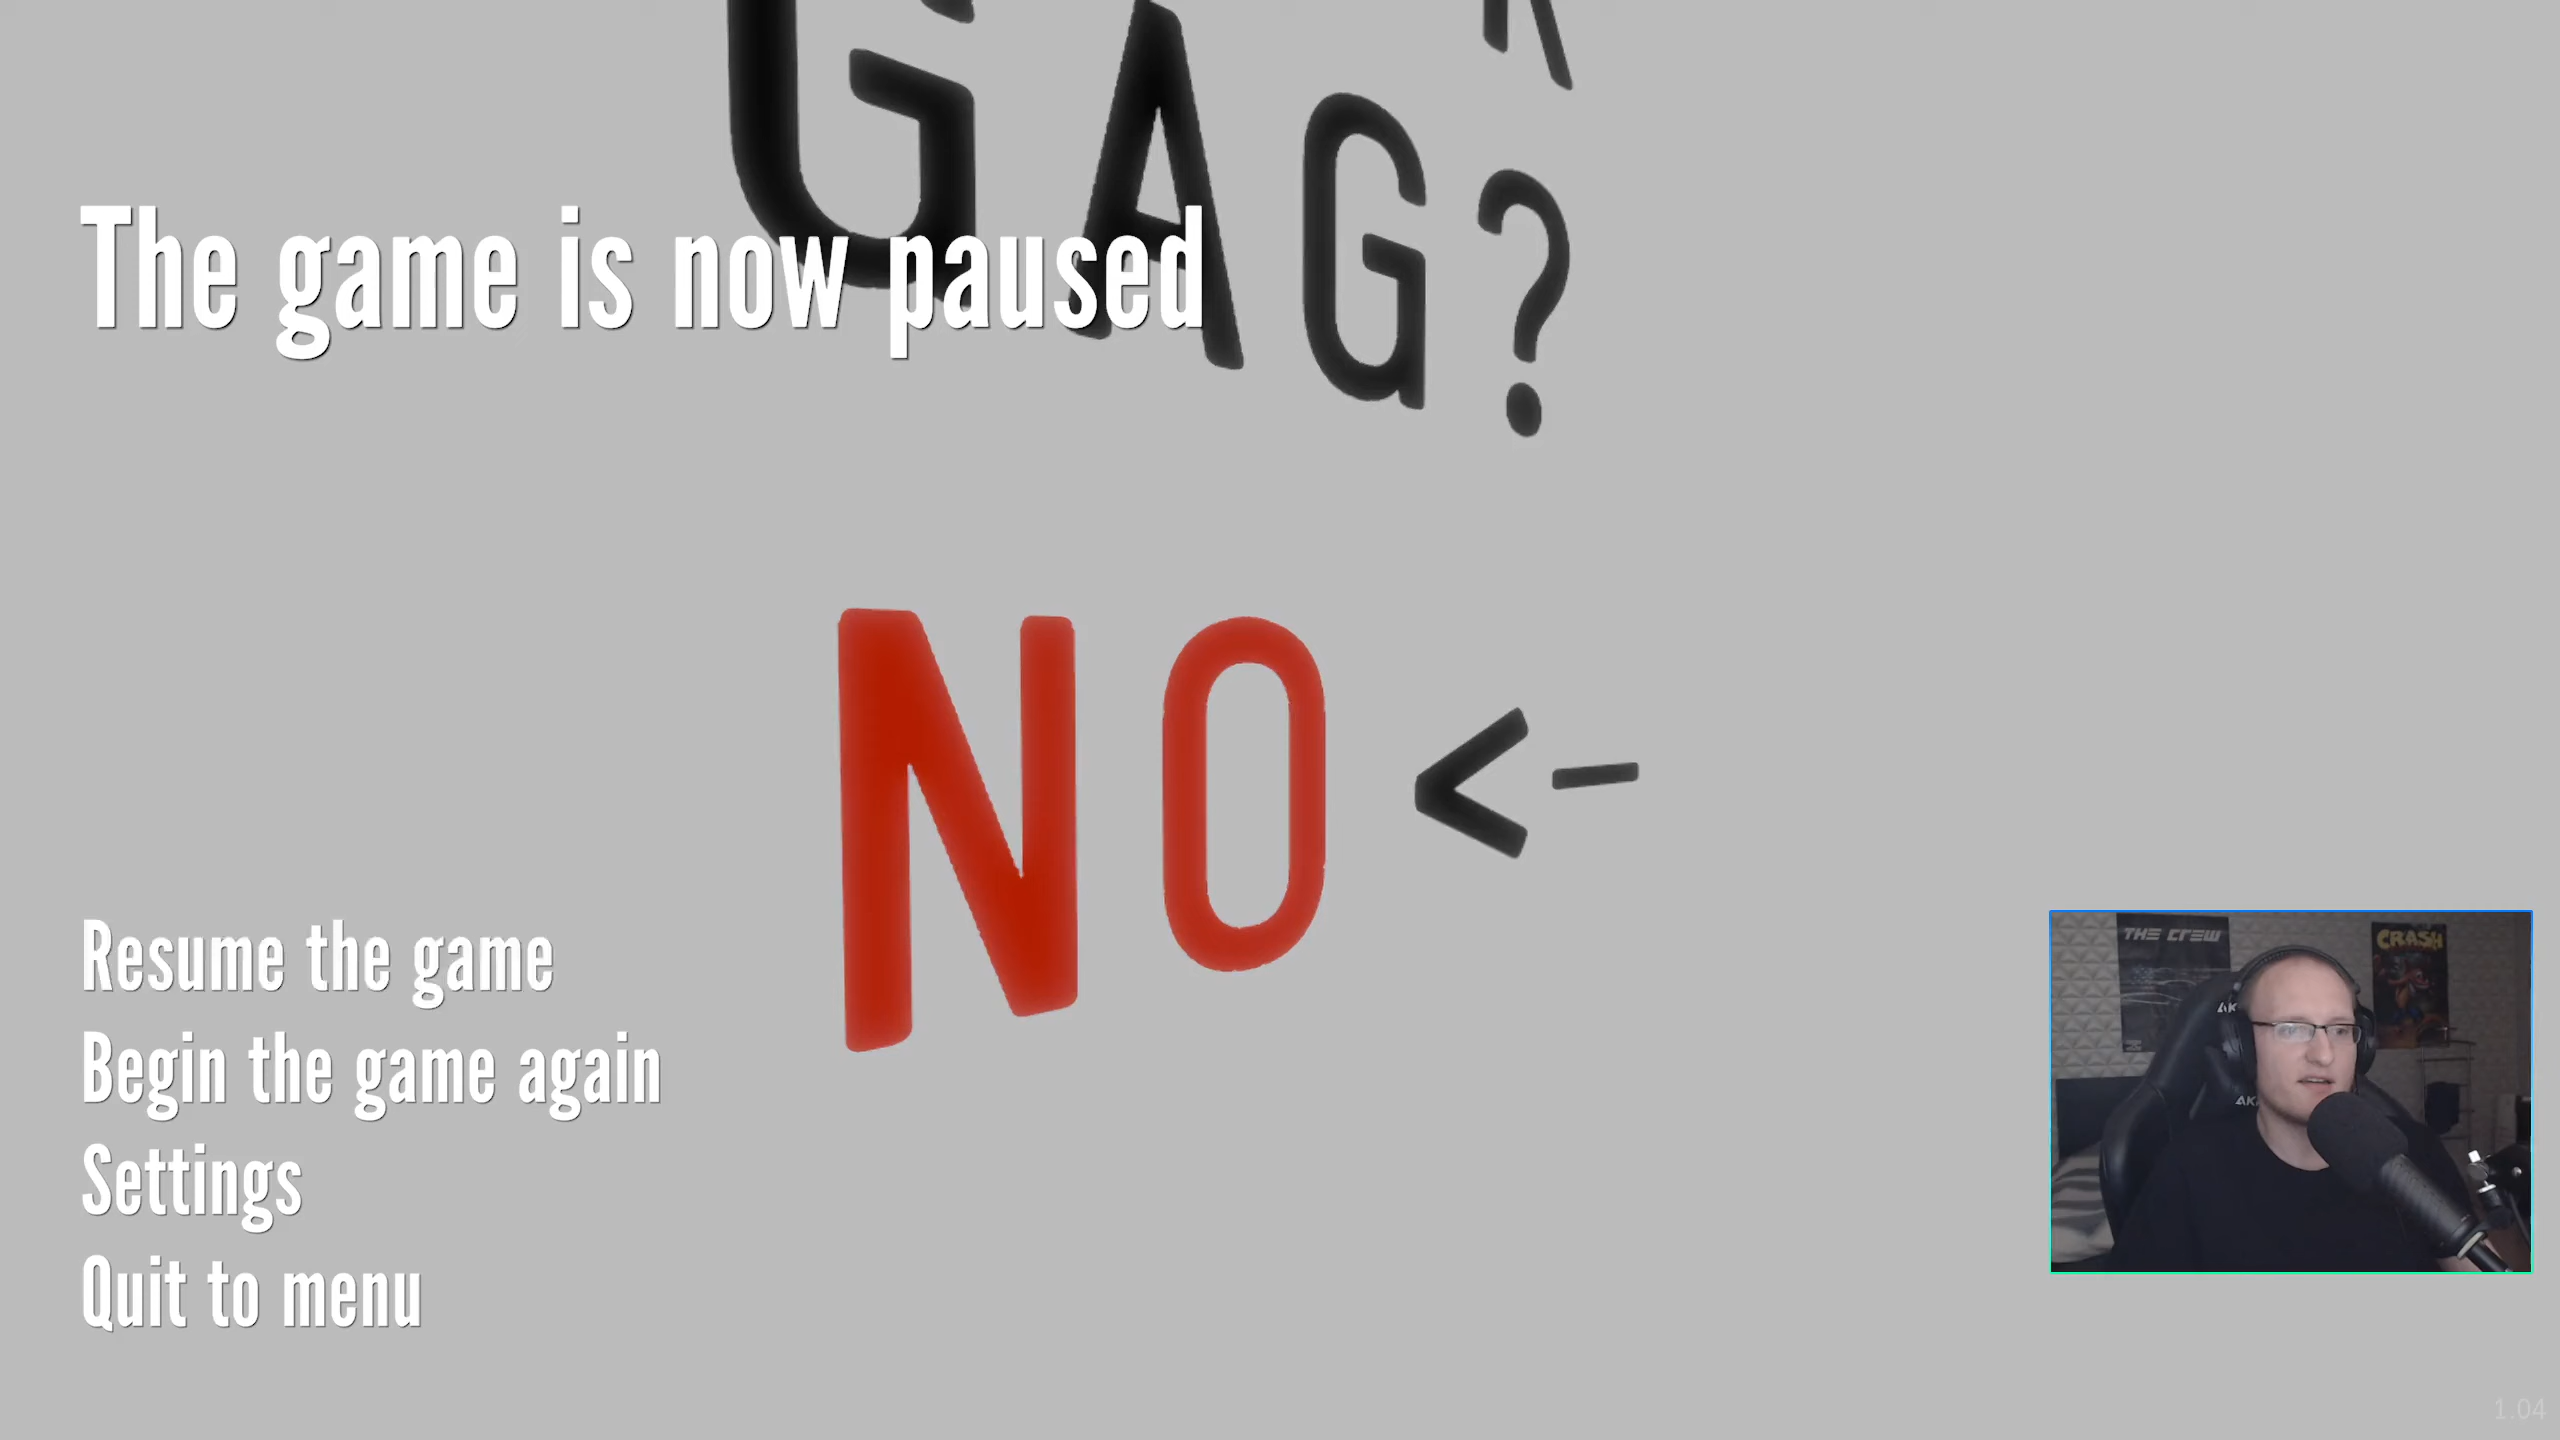 GAG?
The game is now paused
NO <-
Resume the game
Begin the game again
Settings
Quit to menu
THE CREW
CRASH
1.04